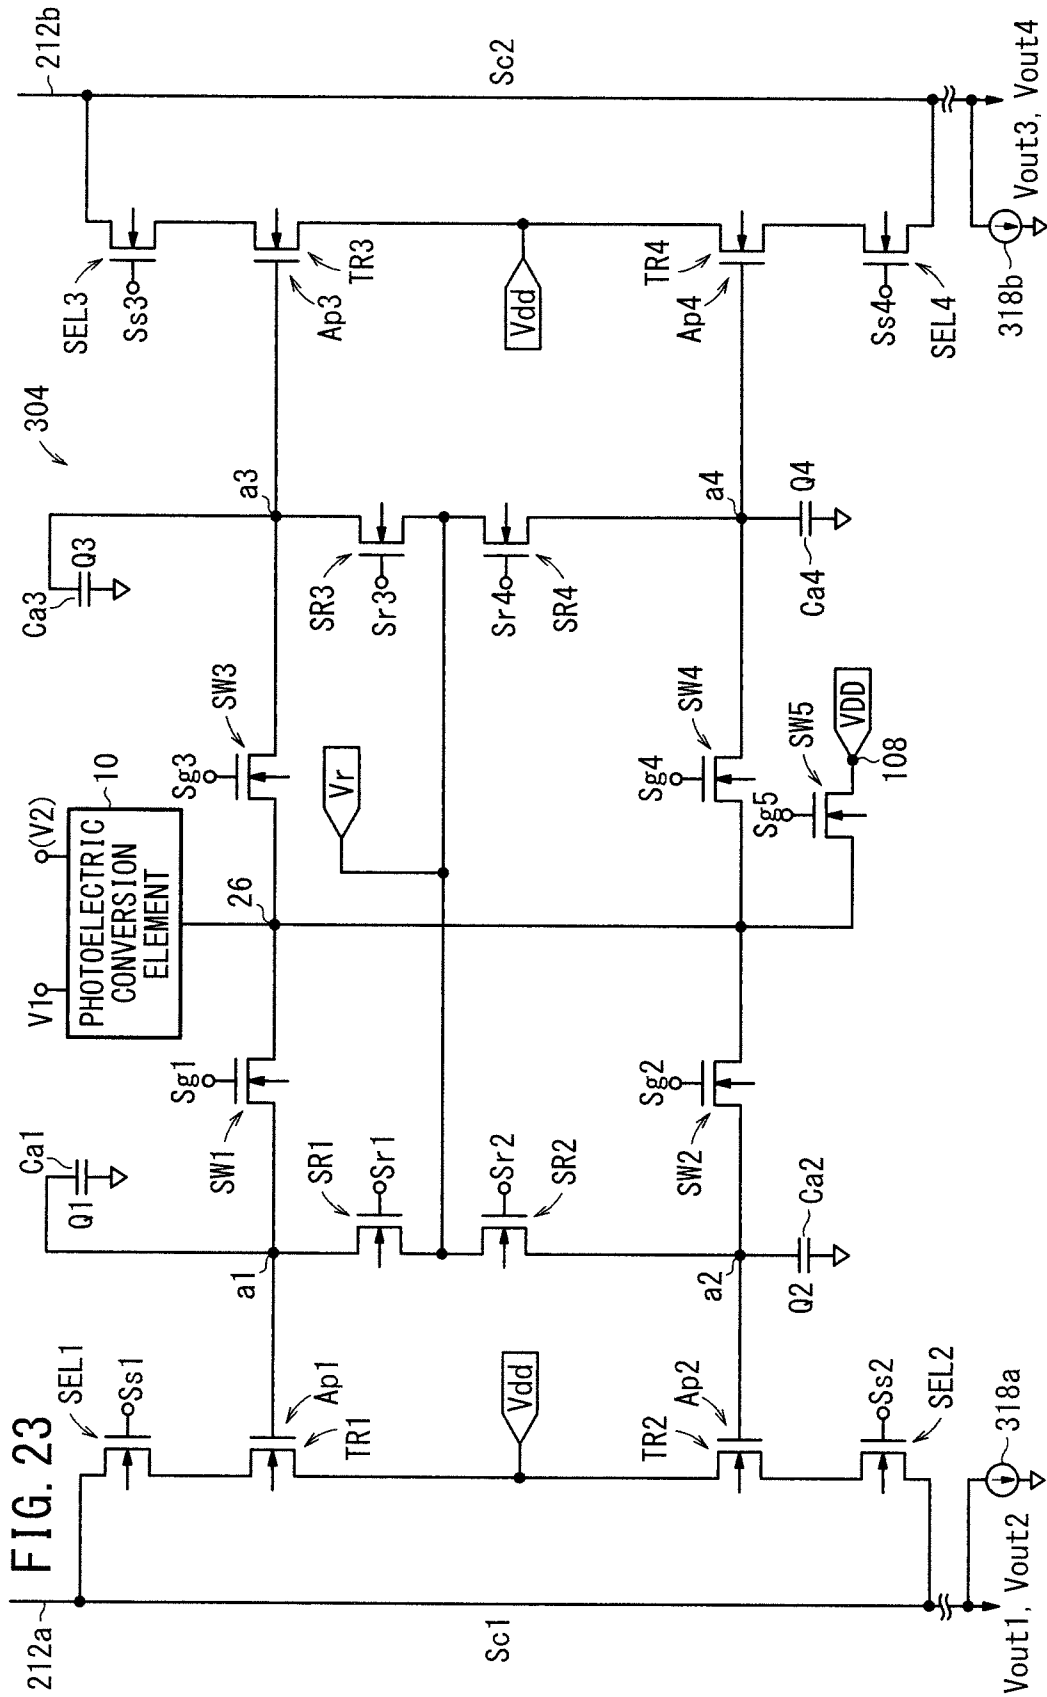 FIG. 23
212a
Sc1
Vout1, Vout2
318a
SEL1
Ss1
TR1
Ap1
Vdd
TR2
Ap2
Ss2
SEL2
a1
Q1
Ca1
SR1
Sr1
Sr2
SR2
a2
Q2
Ca2
SW1
Sg1
SW2
Sg2
V1
(V2)
10
PHOTOELECTRIC
CONVERSION
ELEMENT
26
Vr
Sg3
SW3
Sg4
SW4
Sg5
SW5
VDD
108
304
Ca3
Q3
a3
SR3
Sr3
Sr4
SR4
a4
Ca4
Q4
SEL3
Ss3
Ap3
TR3
Vdd
TR4
Ap4
Ss4
SEL4
318b
212b
Sc2
Vout3, Vout4